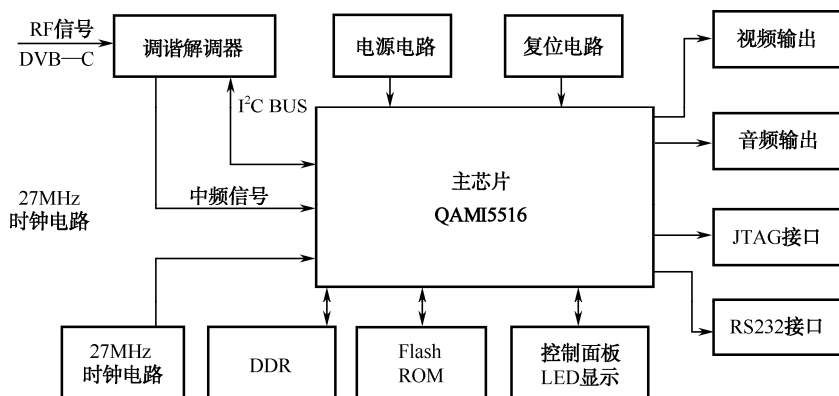 RF信号
DVB—C
调谐解调器
电源电路
复位电路
视频输出
I²C BUS
音频输出
中频信号
主芯片
QAMI5516
27MHz
时钟电路
JTAG接口
RS232接口
27MHz
时钟电路
DDR
Flash
ROM
控制面板
LED显示